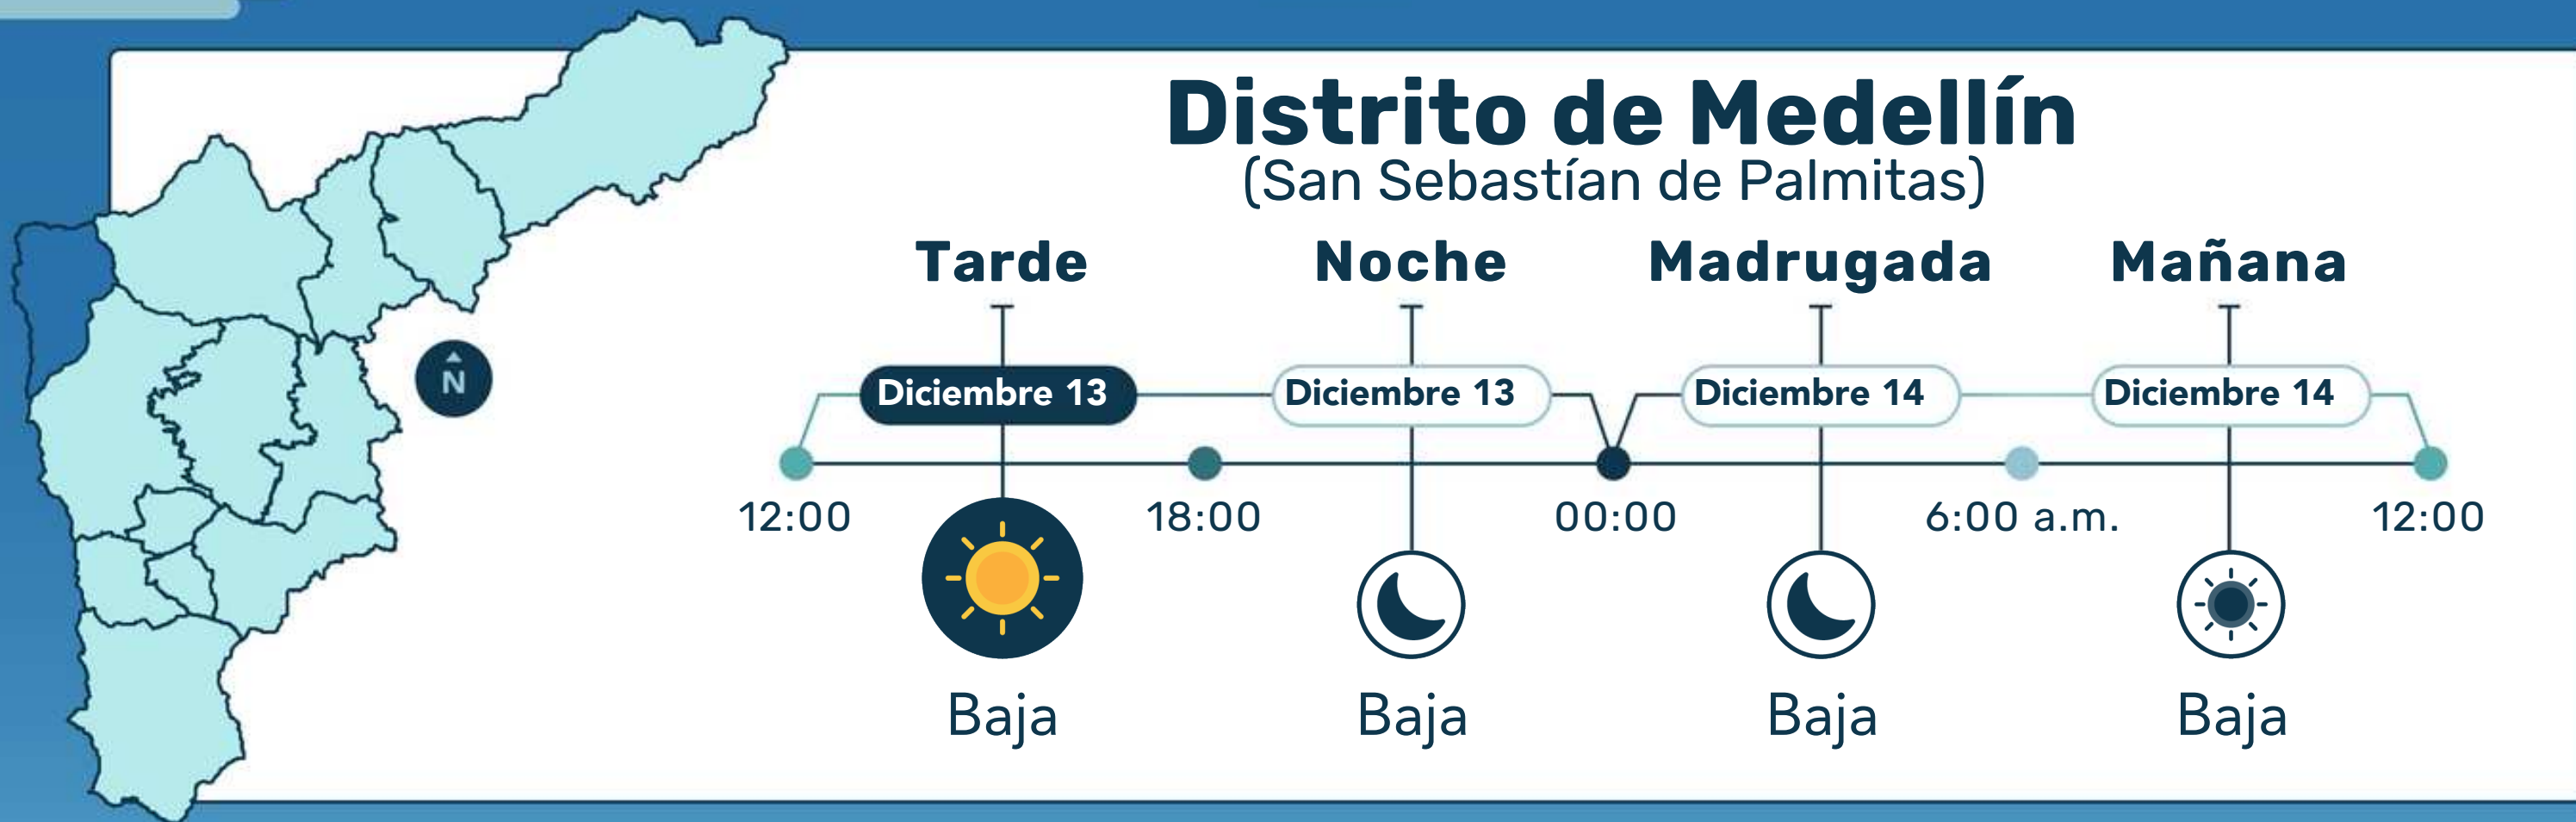 Distrito de Medellín
(San Sebastían de Palmitas)
Tarde Noche Madrugada Mañana
Diciembre 13 Diciembre 13 Diciembre 14 Diciembre 14
12:00 18:00 00:00 6:00 a.m. 12:00
N
Baja Baja Baja Baja